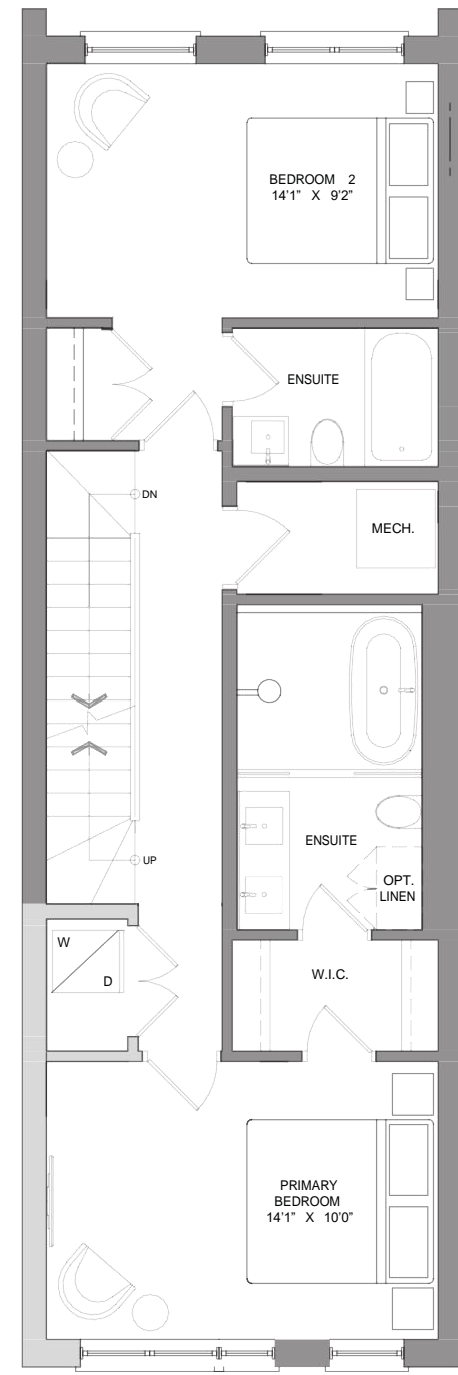 BEDROOM 2
14'1" X 9'2"
ENSUITE
DN
MECH.
ENSUITE
UP
OPT.
LINEN
W
D
W.I.C.
PRIMARY
BEDROOM
14'1" X 10'0"